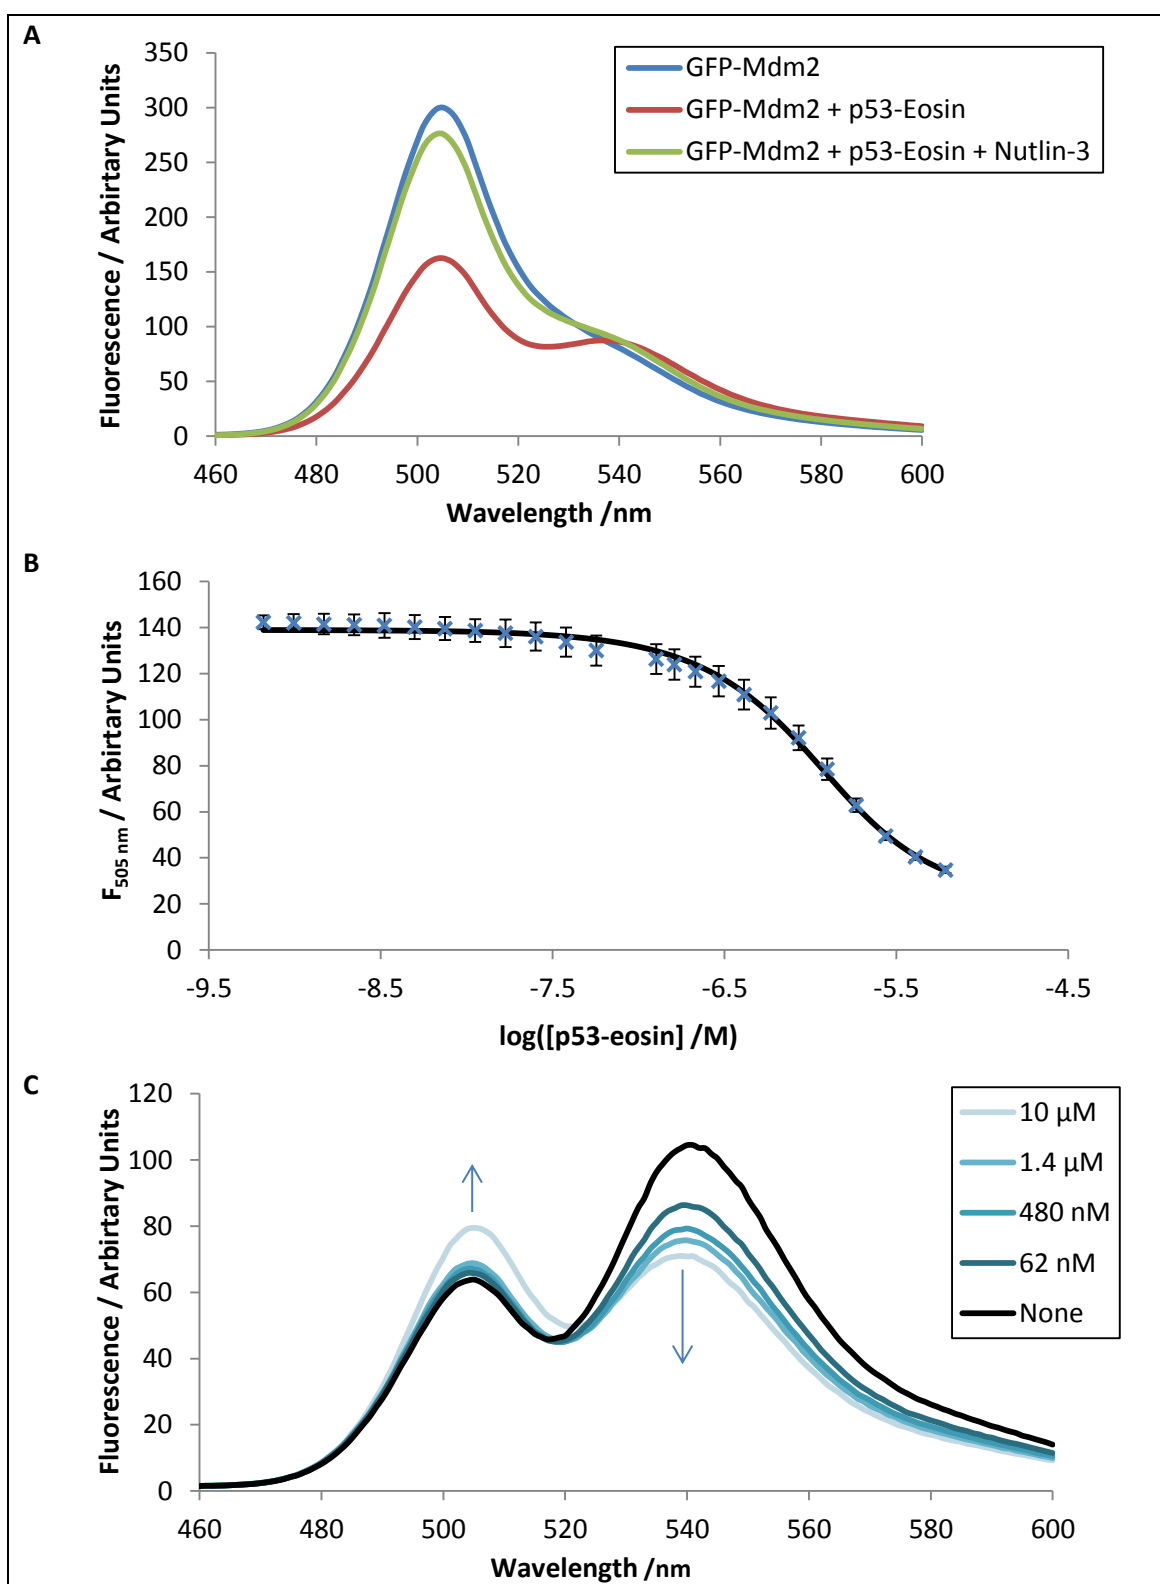 A
350
300
250
200
150
100
50
0
Fluorescence / Arbirtary Units
460 480 500 520 540 560 580 600
Wavelength /nm
GFP-Mdm2
GFP-Mdm2 + p53-Eosin
GFP-Mdm2 + p53-Eosin + Nutlin-3
B
160
140
120
100
80
60
40
20
0
F505 nm / Arbirtary Units
-9.5 -8.5 -7.5 -6.5 -5.5 -4.5
log([p53-eosin] /M)
C
120
100
80
60
40
20
0
Fluorescence / Arbirtary Units
460 480 500 520 540 560 580 600
Wavelength /nm
10 µM
1.4 µM
480 nM
62 nM
None